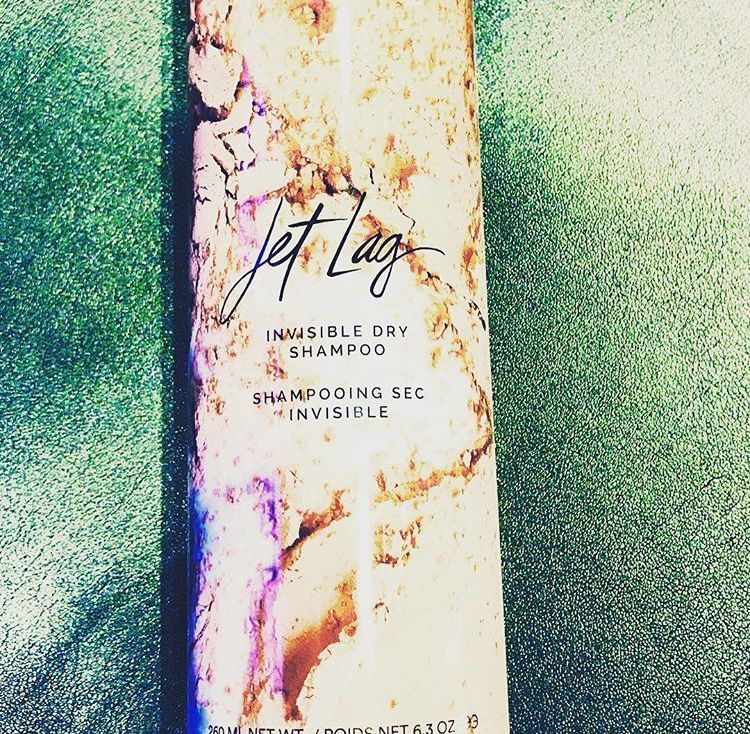 Jet Lag
INVISIBLE DRY
SHAMPOO
SHAMPOOING SEC
INVISIBLE
260 ML NET WT. / POIDS NET 6.3 OZ